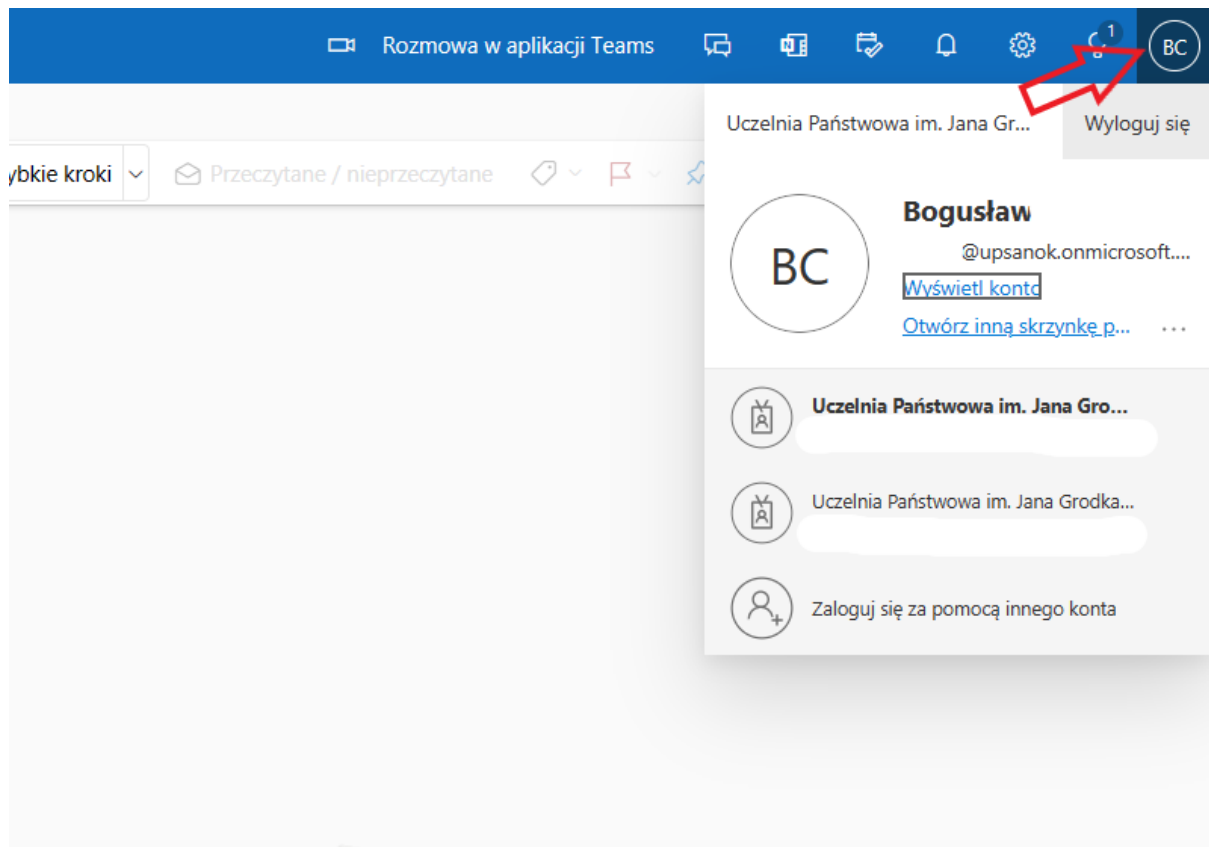 Rozmowa w aplikacji Teams
1
BC
Uczelnia Państwowa im. Jana Gr...
Wyloguj się
ybkie kroki
Przeczytane / nieprzeczytane
BC
Bogusław
@upsanok.onmicrosoft....
Wyświetl konto
Otwórz inną skrzynkę p...
Uczelnia Państwowa im. Jana Gro...
Uczelnia Państwowa im. Jana Grodka...
Zaloguj się za pomocą innego konta